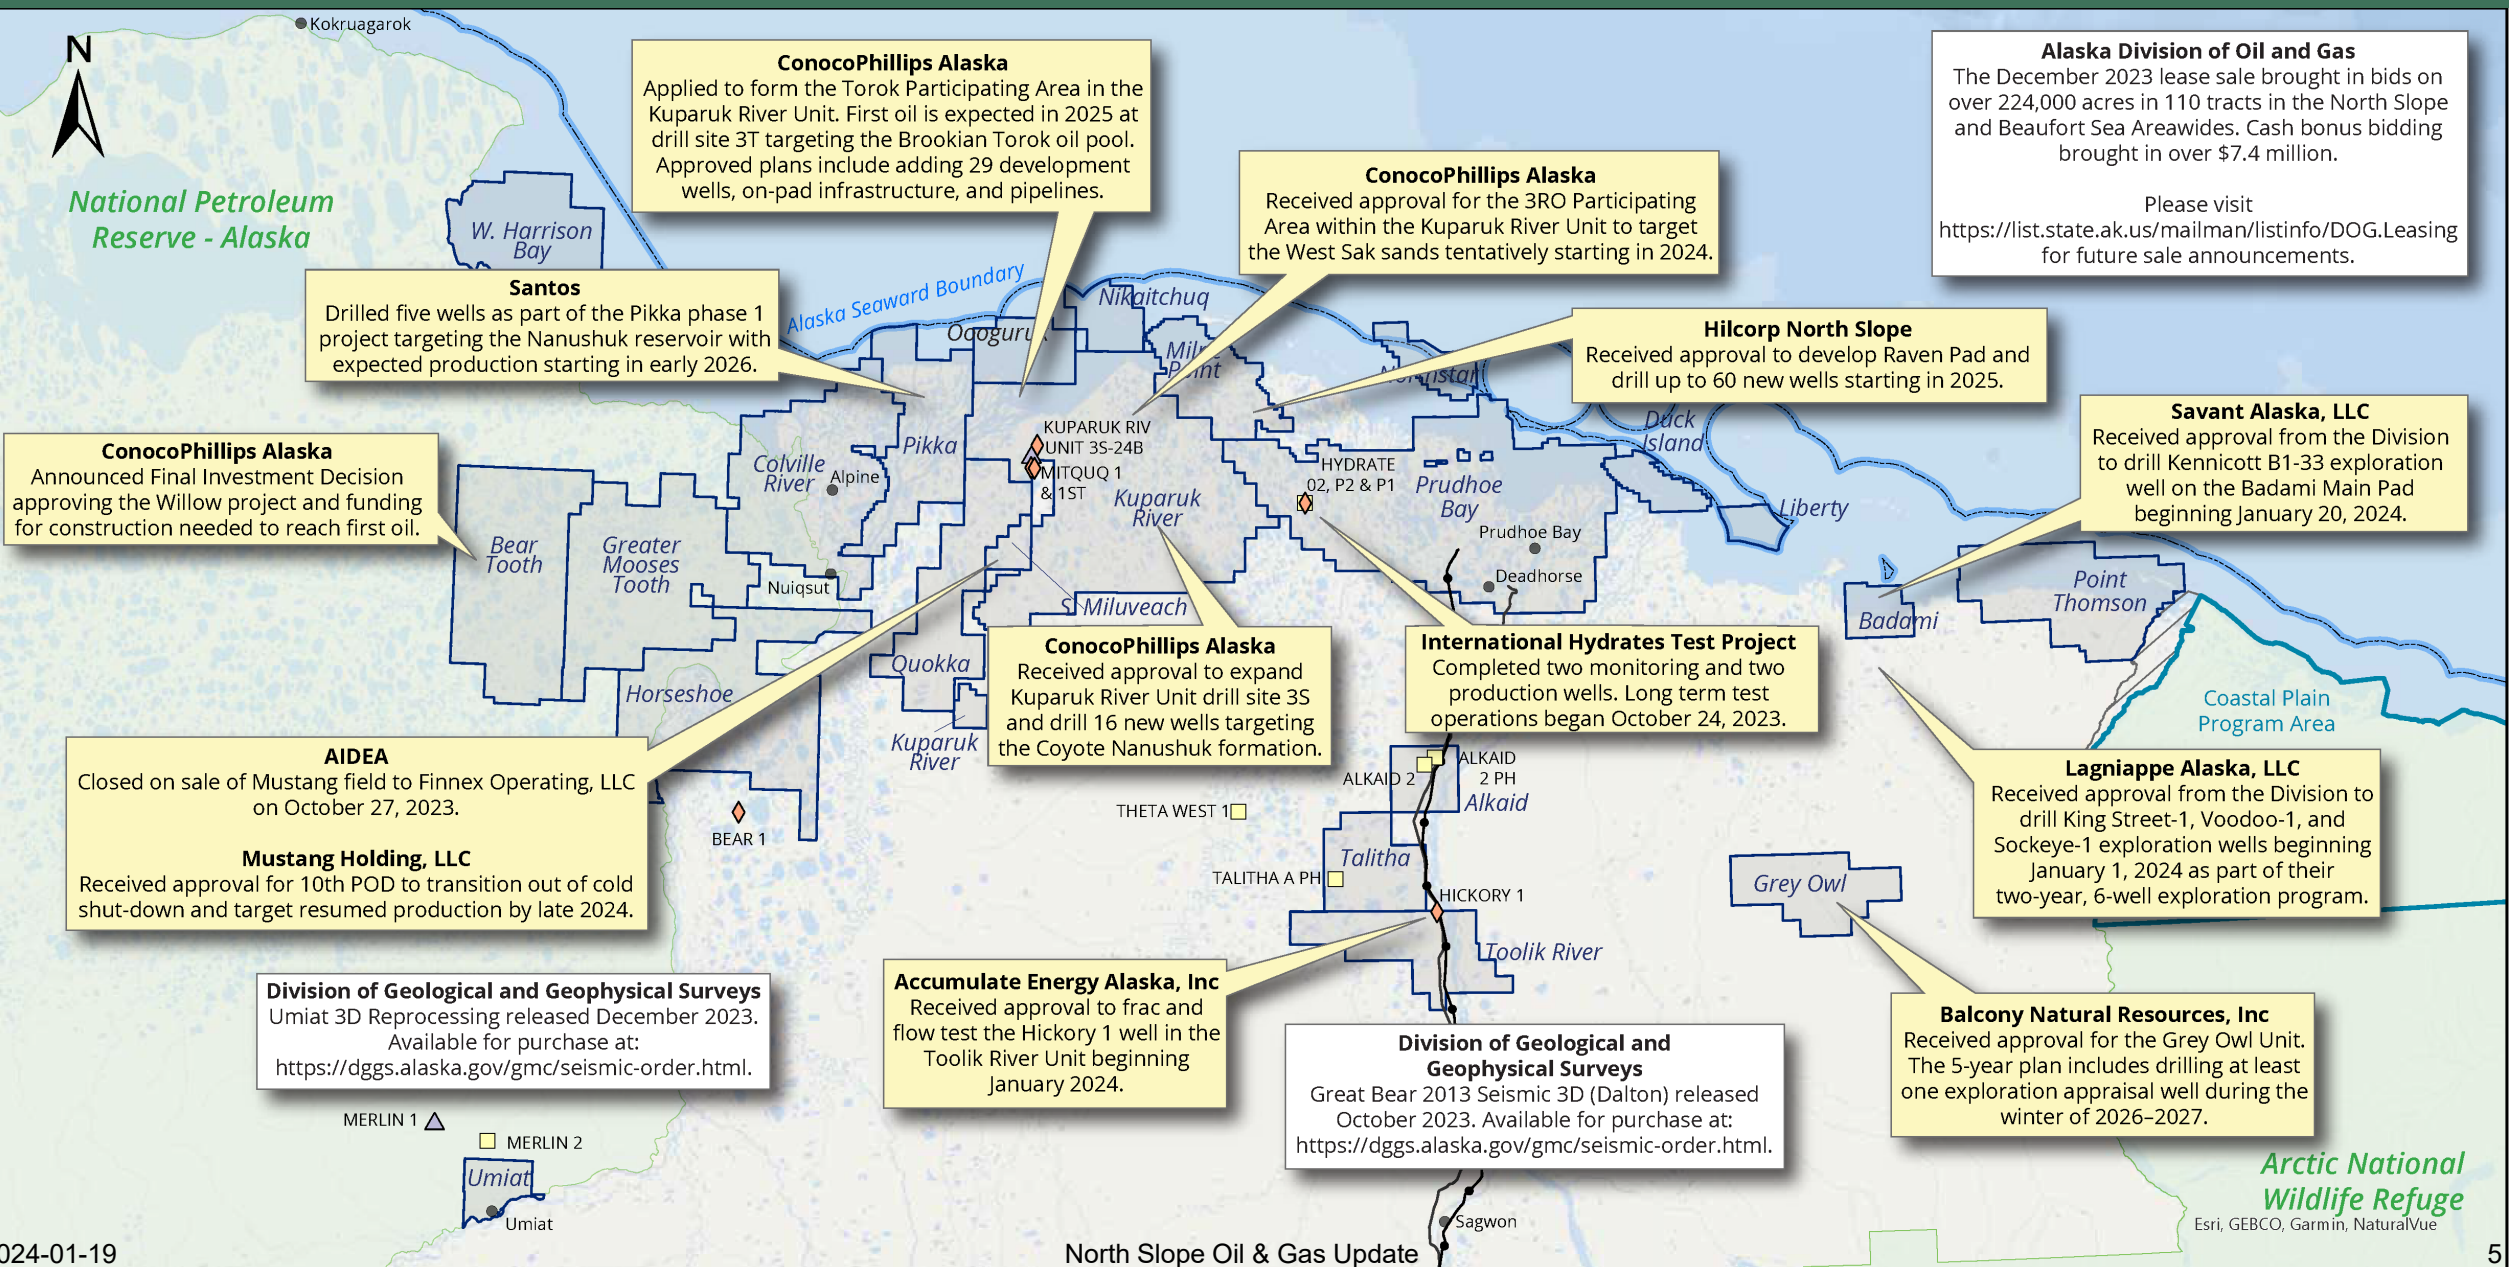 Kokruagarok
N
National Petroleum
Reserve - Alaska
ConocoPhillips Alaska
Applied to form the Torok Participating Area in the
Kuparuk River Unit. First oil is expected in 2025 at
drill site 3T targeting the Brookian Torok oil pool.
Approved plans include adding 29 development
wells, on-pad infrastructure, and pipelines.
Alaska Division of Oil and Gas
The December 2023 lease sale brought in bids on
over 224,000 acres in 110 tracts in the North Slope
and Beaufort Sea Areawides. Cash bonus bidding
brought in over $7.4 million.
Please visit
https://list.state.ak.us/mailman/listinfo/DOG.Leasing
for future sale announcements.
ConocoPhillips Alaska
Received approval for the 3RO Participating
Area within the Kuparuk River Unit to target
the West Sak sands tentatively starting in 2024.
W. Harrison
Bay
Santos
Drilled five wells as part of the Pikka phase 1
project targeting the Nanushuk reservoir with
expected production starting in early 2026.
Alaska Seaward Boundary
Nikaitchuq
Milne
Point
Hilcorp North Slope
Received approval to develop Raven Pad and
drill up to 60 new wells starting in 2025.
Northstar
Duck
Island
Savant Alaska, LLC
Received approval from the Division
to drill Kennicott B1-33 exploration
well on the Badami Main Pad
beginning January 20, 2024.
ConocoPhillips Alaska
Announced Final Investment Decision
approving the Willow project and funding
for construction needed to reach first oil.
Colville
River
Alpine
Pikka
KUPARUK RIV
UNIT 3S-24B
MITQUQ 1
& 1ST
Kuparuk
River
HYDRATE
02, P2 & P1
Prudhoe
Bay
Prudhoe Bay
Deadhorse
Liberty
Bear
Tooth
Greater
Mooses
Tooth
Nuiqsut
S. Miluveach
Badami
Point
Thomson
Horseshoe
Quokka
Kuparuk
River
ConocoPhillips Alaska
Received approval to expand
Kuparuk River Unit drill site 3S
and drill 16 new wells targeting
the Coyote Nanushuk formation.
International Hydrates Test Project
Completed two monitoring and two
production wells. Long term test
operations began October 24, 2023.
Coastal Plain
Program Area
AIDEA
Closed on sale of Mustang field to Finnex Operating, LLC
on October 27, 2023.
Mustang Holding, LLC
Received approval for 10th POD to transition out of cold
shut-down and target resumed production by late 2024.
BEAR 1
THETA WEST 1
ALKAID 2
ALKAID
2 PH
Alkaid
Talitha
TALITHA A PH
HICKORY 1
Toolik River
Grey Owl
Lagniappe Alaska, LLC
Received approval from the Division to
drill King Street-1, Voodoo-1, and
Sockeye-1 exploration wells beginning
January 1, 2024 as part of their
two-year, 6-well exploration program.
Division of Geological and Geophysical Surveys
Umiat 3D Reprocessing released December 2023.
Available for purchase at:
https://dggs.alaska.gov/gmc/seismic-order.html.
Accumulate Energy Alaska, Inc
Received approval to frac and
flow test the Hickory 1 well in the
Toolik River Unit beginning
January 2024.
Division of Geological and
Geophysical Surveys
Great Bear 2013 Seismic 3D (Dalton) released
October 2023. Available for purchase at:
https://dggs.alaska.gov/gmc/seismic-order.html.
Balcony Natural Resources, Inc
Received approval for the Grey Owl Unit.
The 5-year plan includes drilling at least
one exploration appraisal well during the
winter of 2026–2027.
MERLIN 1
MERLIN 2
Umiat
Umiat
Sagwon
Arctic National
Wildlife Refuge
Esri, GEBCO, Garmin, NaturalVue
024-01-19
North Slope Oil & Gas Update
5